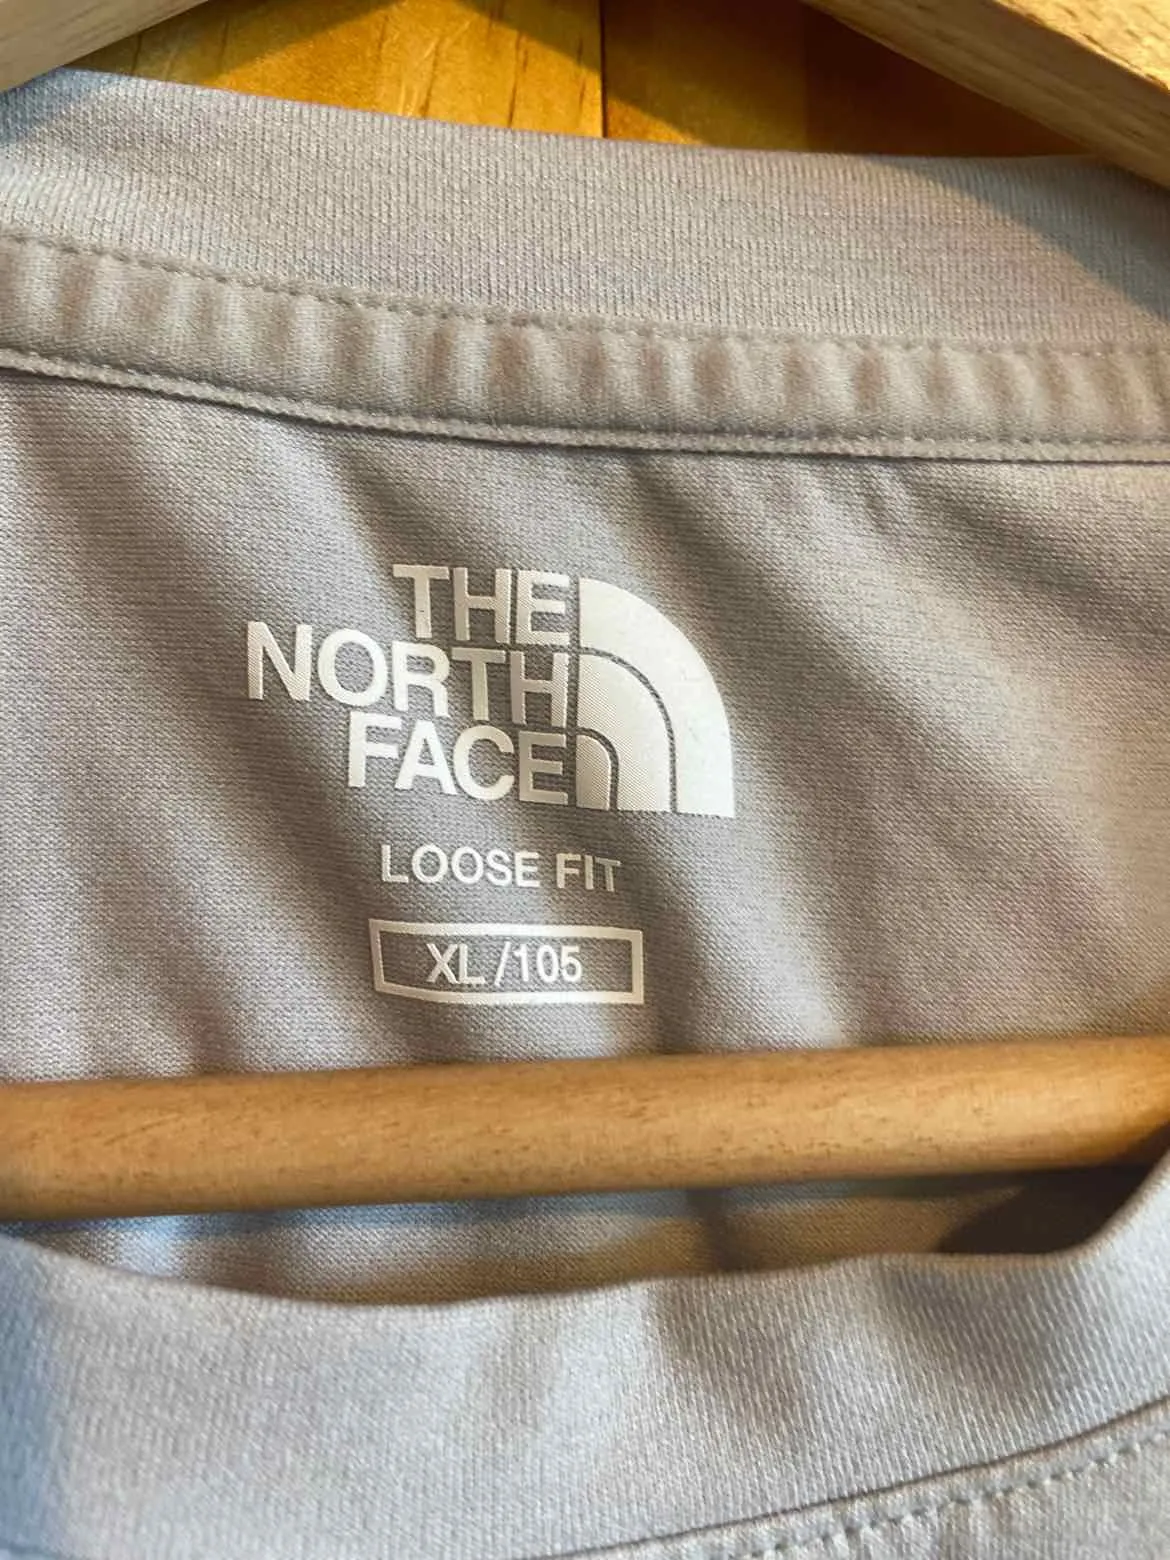 THE
NORTH
FACE
LOOSE FIT
XL/105